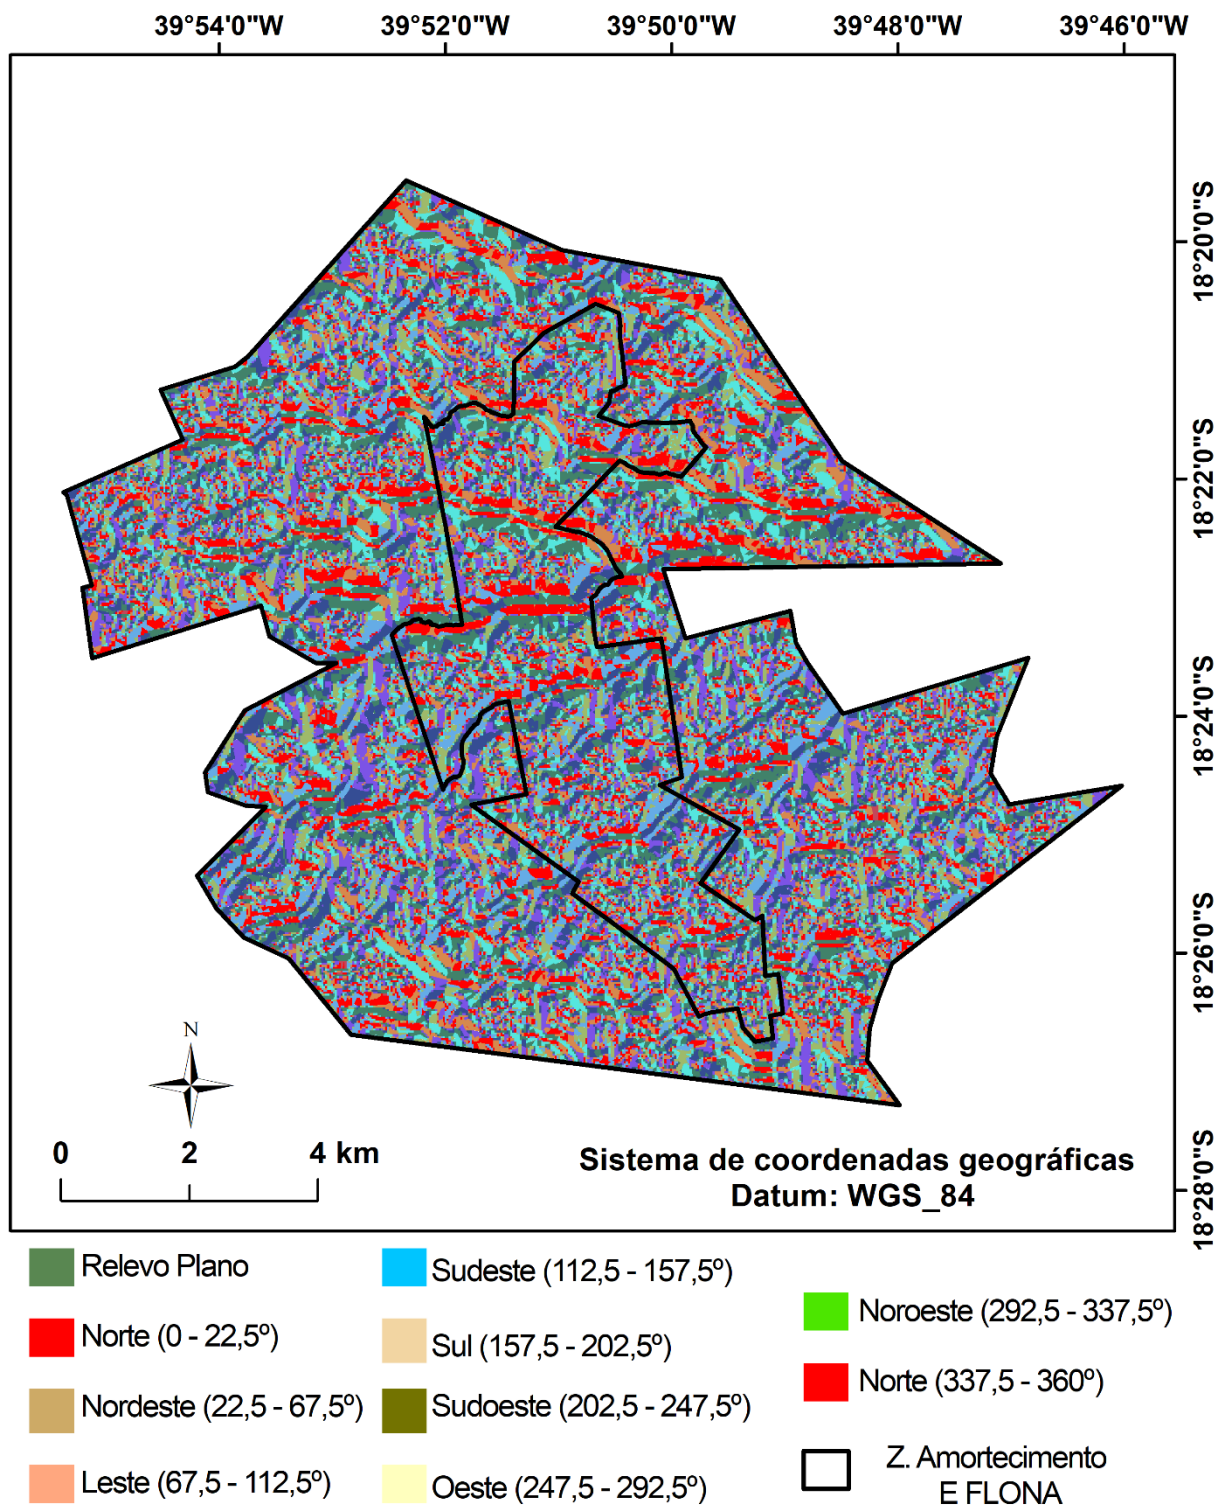 39°54'0"W 39°52'0"W 39°50'0"W 39°48'0"W 39°46'0"W
18°20'0"S
18°22'0"S
18°24'0"S
18°26'0"S
18°28'0"S
N
0 2 4 km
Sistema de coordenadas geográficas
Datum: WGS_84
Relevo Plano
Norte (0 - 22,5º)
Nordeste (22,5 - 67,5º)
Leste (67,5 - 112,5º)
Sudeste (112,5 - 157,5º)
Sul (157,5 - 202,5º)
Sudoeste (202,5 - 247,5º)
Oeste (247,5 - 292,5º)
Noroeste (292,5 - 337,5º)
Norte (337,5 - 360º)
Z. Amortecimento
E FLONA